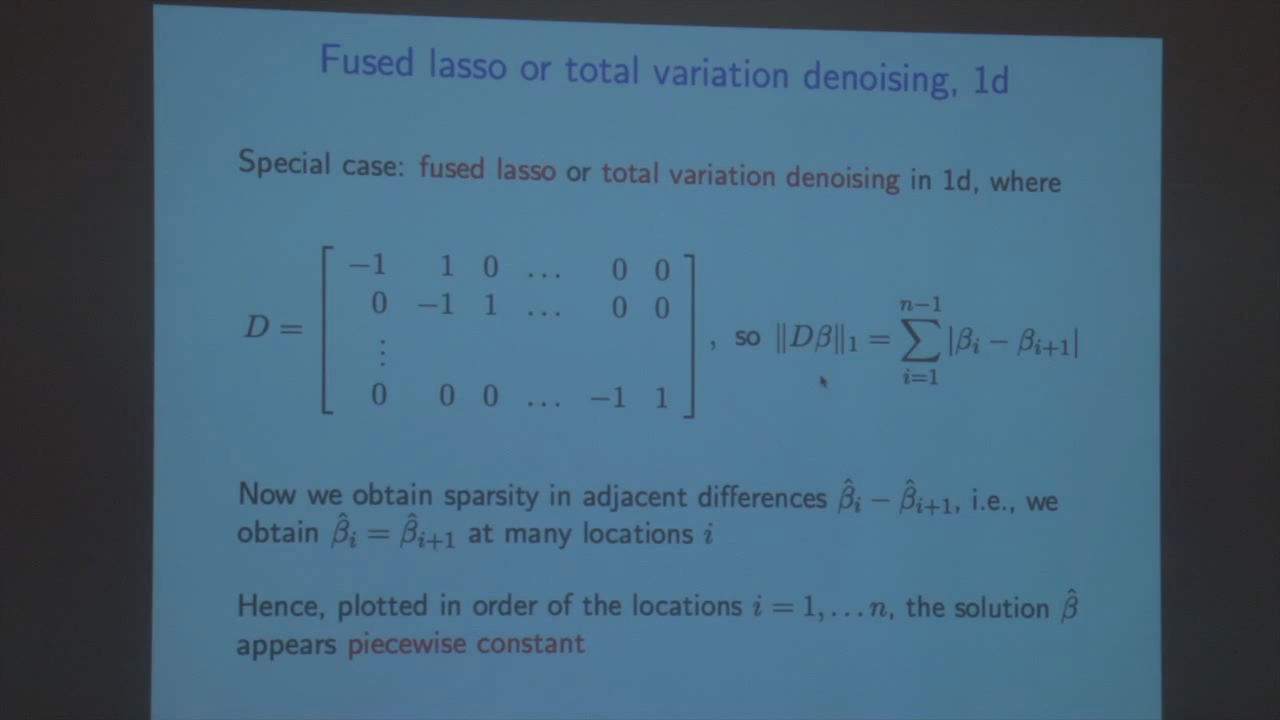 Fused lasso or total variation denoising, 1d
Special case: fused lasso or total variation denoising in 1d, where
D = [ −1 1 0 … 0 0
0 −1 1 … 0 0
⋮
0 0 0 … −1 1 ], so ‖Dβ‖₁ = ∑_{i=1}^{n−1} |β_i − β_{i+1}|
Now we obtain sparsity in adjacent differences β̂_i − β̂_{i+1}, i.e., we
obtain β̂_i = β̂_{i+1} at many locations i
Hence, plotted in order of the locations i = 1, … n, the solution β̂
appears piecewise constant